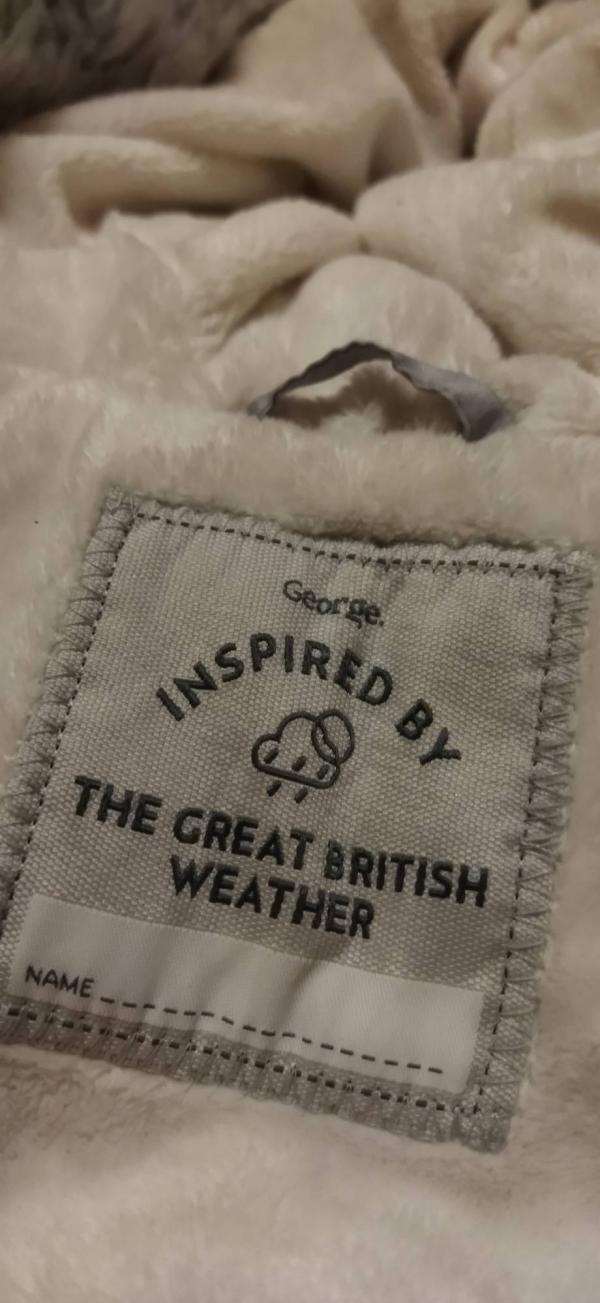 George.
INSPIRED BY
THE GREAT BRITISH
WEATHER
NAME